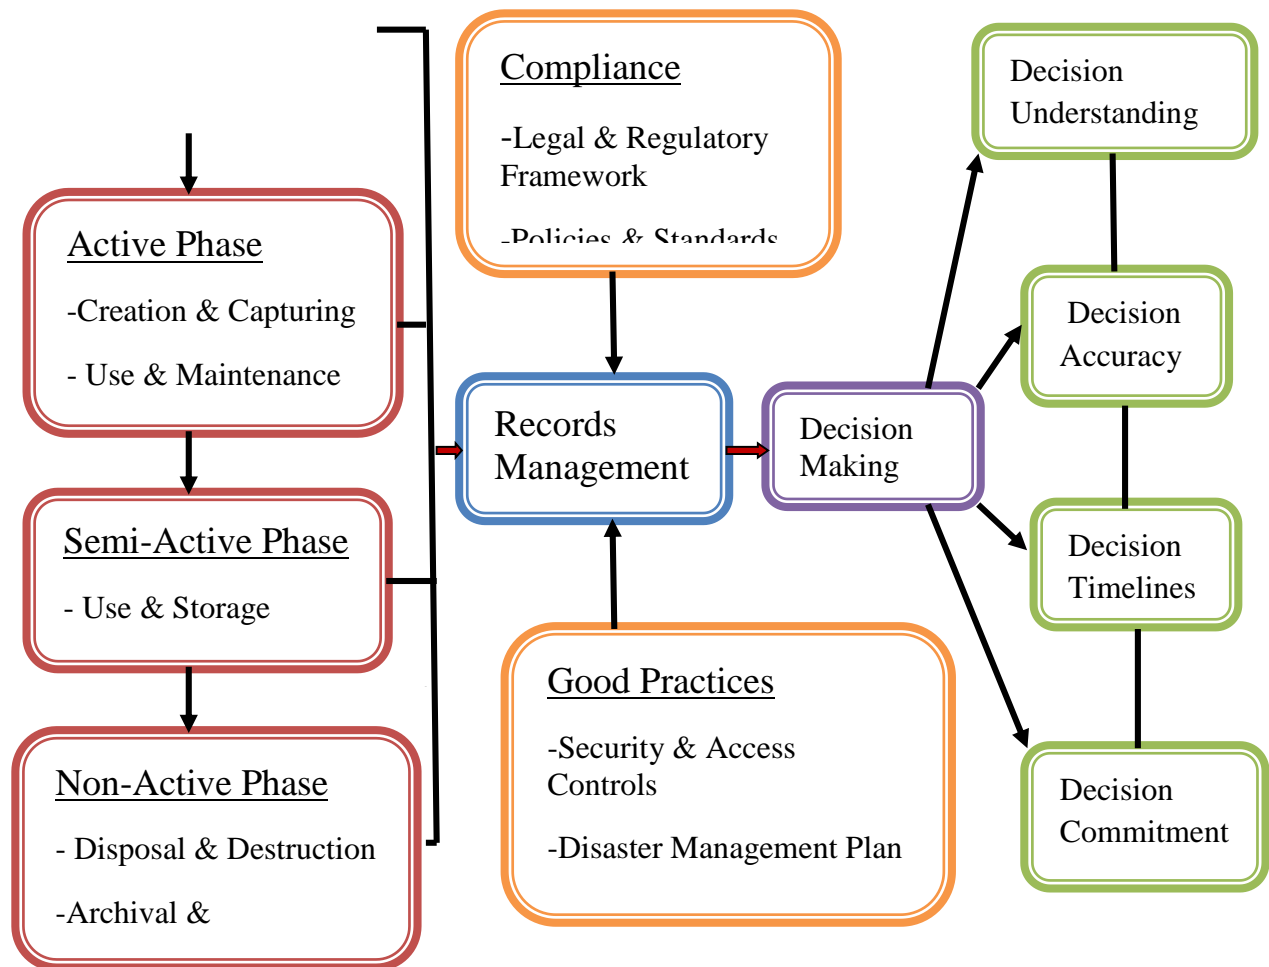 Active Phase
-Creation & Capturing
- Use & Maintenance
Semi-Active Phase
- Use & Storage
Non-Active Phase
- Disposal & Destruction
-Archival &
Compliance
-Legal & Regulatory
Framework
-Policies & Standards
Records
Management
Good Practices
-Security & Access
Controls
-Disaster Management Plan
Decision
Making
Decision
Understanding
Decision
Accuracy
Decision
Timelines
Decision
Commitment